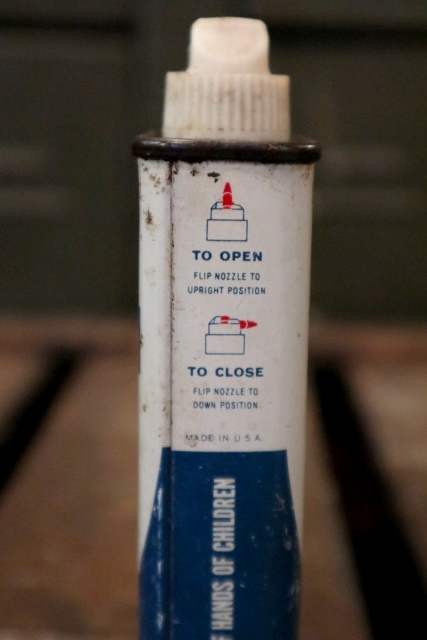 TO OPEN
FLIP NOZZLE TO
UPRIGHT POSITION
TO CLOSE
FLIP NOZZLE TO
DOWN POSITION
MADE IN U.S.A.
HANDS OF CHILDREN